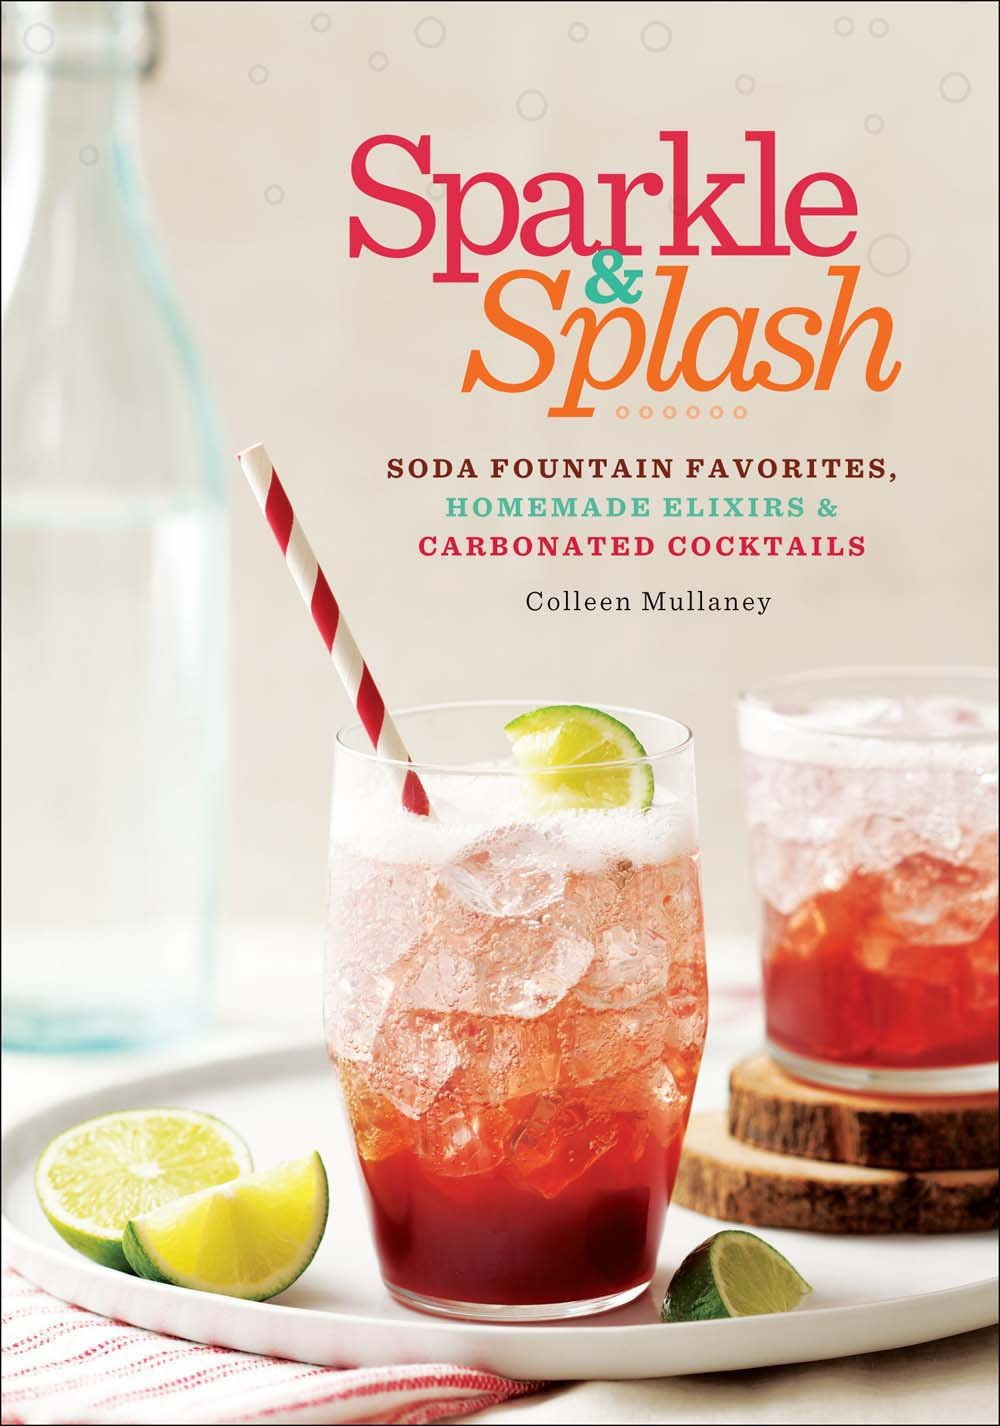 Sparkle
&
Splash
SODA FOUNTAIN FAVORITES,
HOMEMADE ELIXIRS &
CARBONATED COCKTAILS
Colleen Mullaney